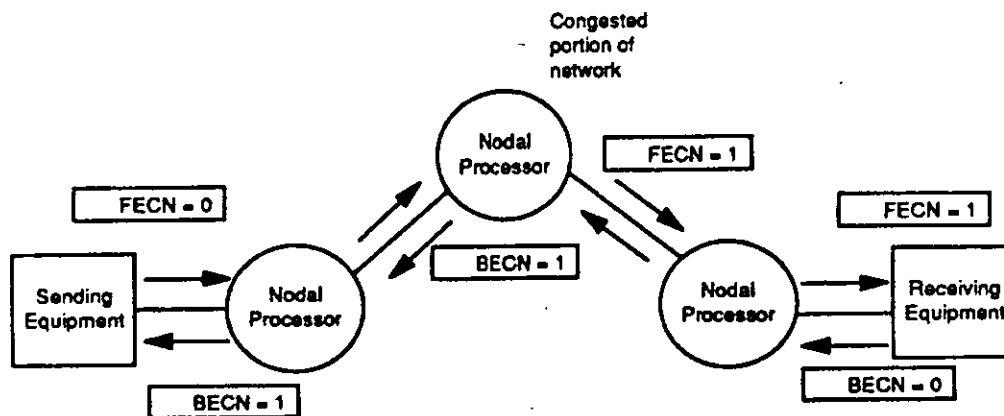 Congested
portion of
network
Nodal
Processor
FECN = 1
FECN = 0
FECN = 1
BECN = 1
Sending
Equipment
Nodal
Processor
Nodal
Processor
Receiving
Equipment
BECN = 1
BECN = 0